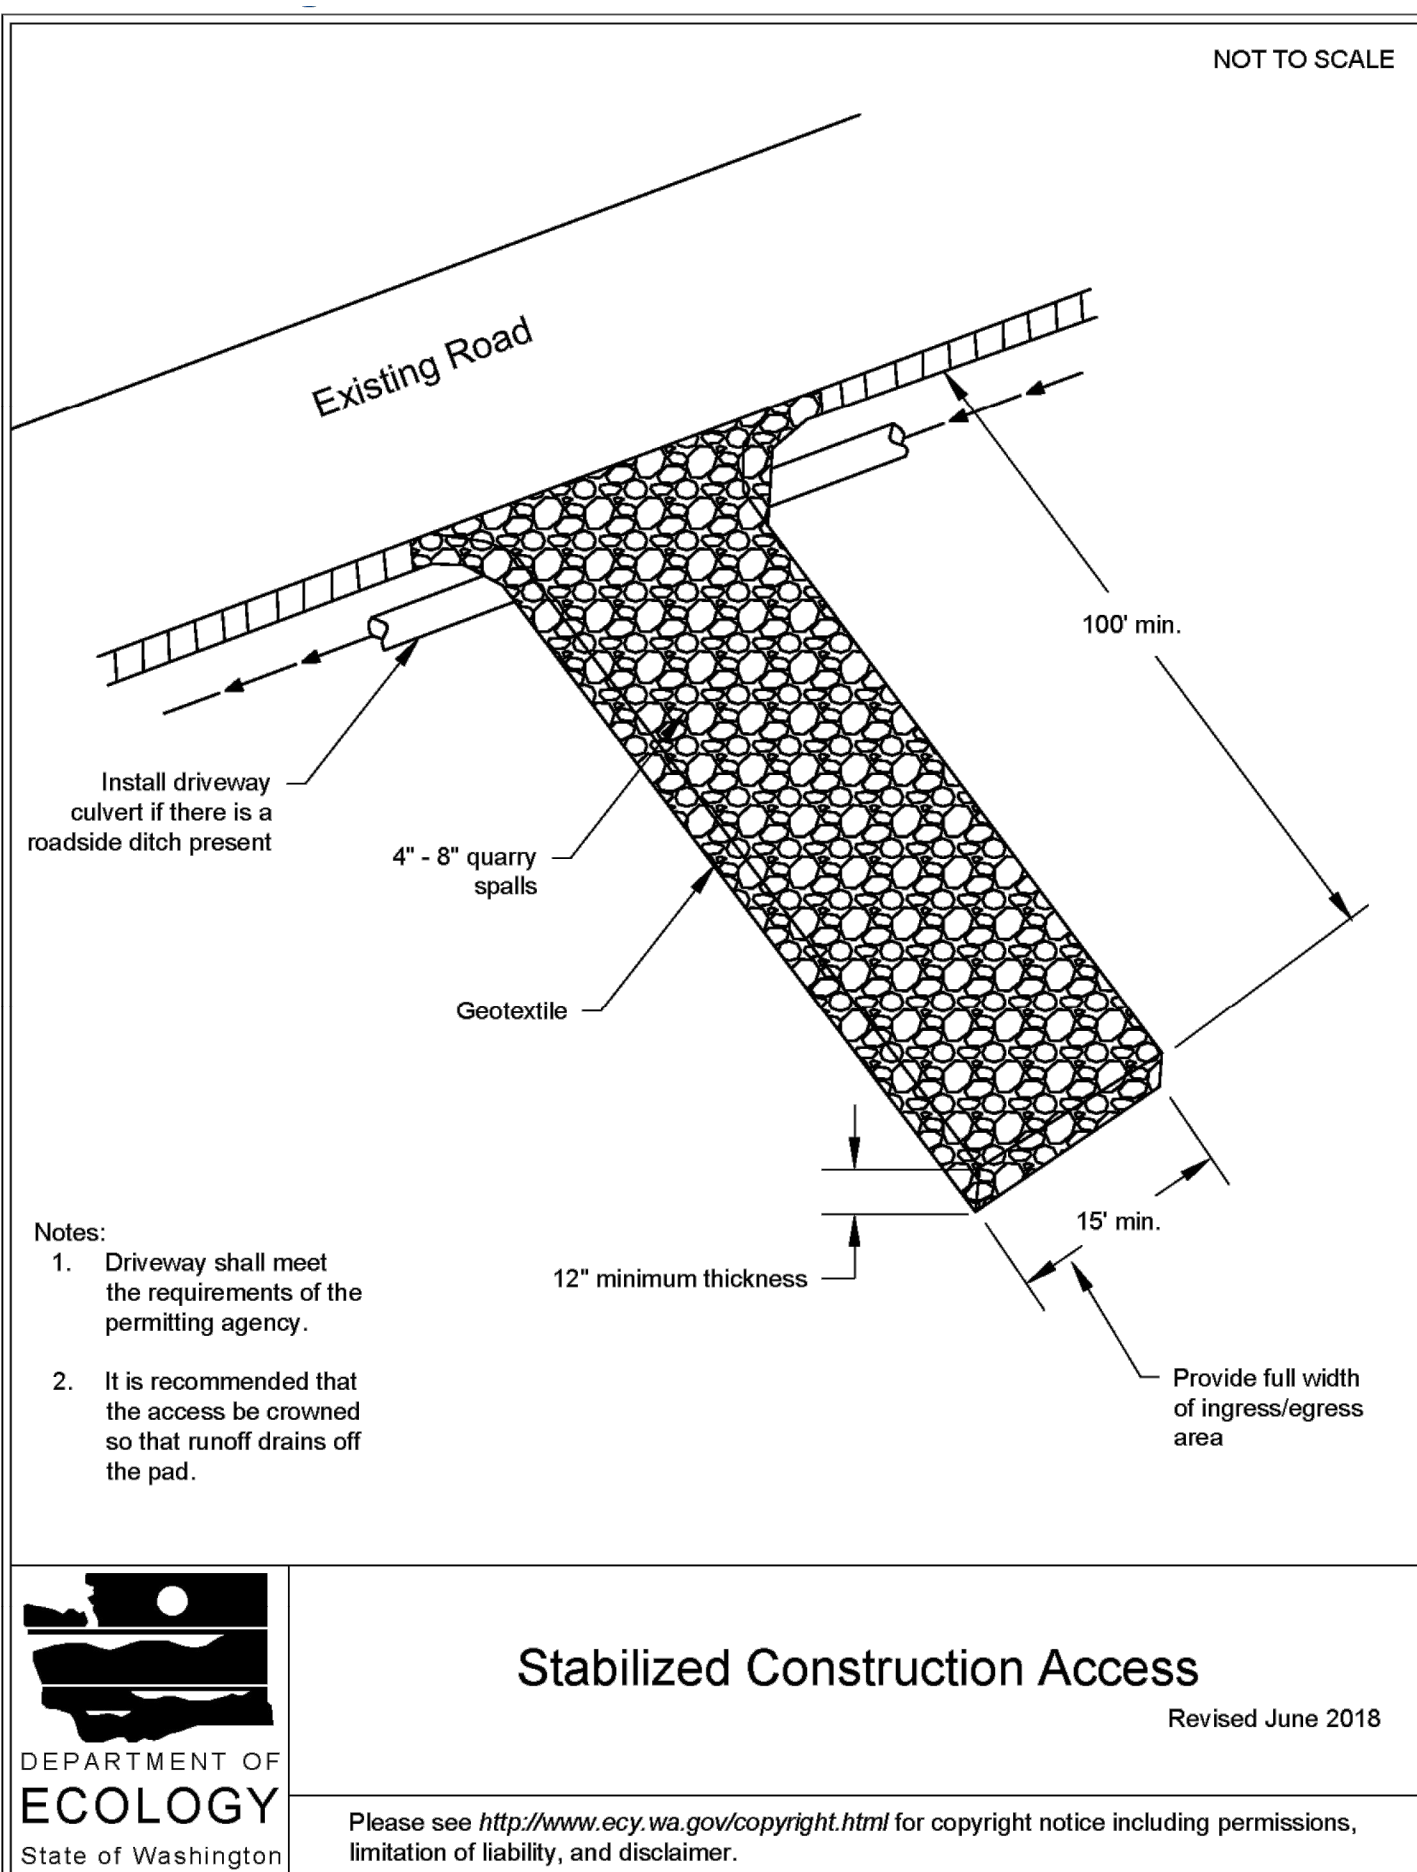 NOT TO SCALE
Existing Road
100' min.
Install driveway
culvert if there is a
roadside ditch present
4" - 8" quarry
spalls
Geotextile
15' min.
12" minimum thickness
Provide full width
of ingress/egress
area
Notes:
1. Driveway shall meet
the requirements of the
permitting agency.
2. It is recommended that
the access be crowned
so that runoff drains off
the pad.
DEPARTMENT OF
ECOLOGY
State of Washington
Stabilized Construction Access
Revised June 2018
Please see http://www.ecy.wa.gov/copyright.html for copyright notice including permissions,
limitation of liability, and disclaimer.